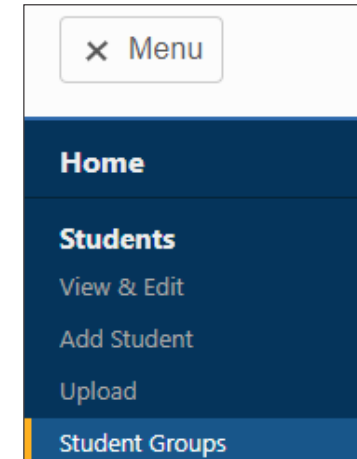 × Menu
Home
Students
View & Edit
Add Student
Upload
Student Groups